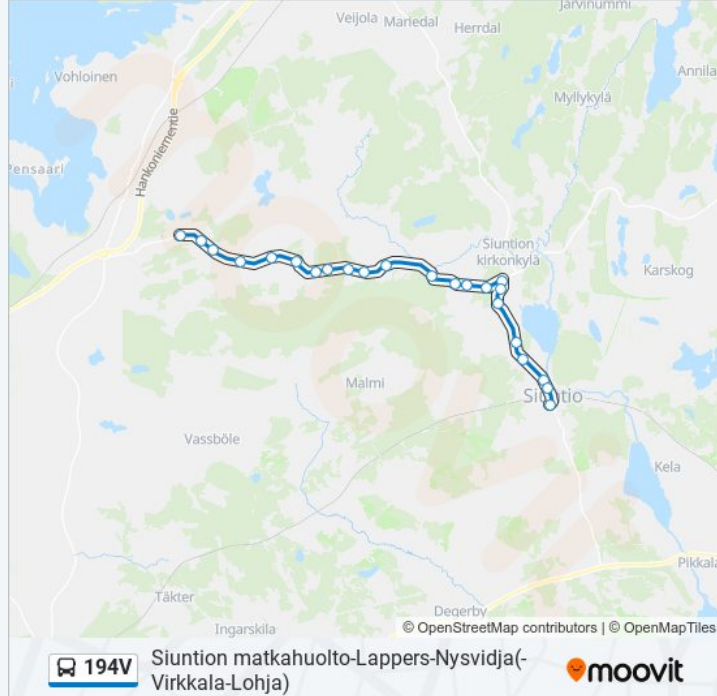 Veijola
Mariedal
Herrdal
Järvinummi
Annila
Vohloinen
Myllykylä
Hankoniementie
Pensaari
Siuntion
kirkonkylä
Karskog
Malmi
Siuntio
Vassböle
Kela
Täkter
Ingarskila
Degerby
Pikkala
© OpenStreetMap contributors | © OpenMapTiles
194V
Siuntion matkahuolto-Lappers-Nysvidja(-
Virkkala-Lohja)
moovit